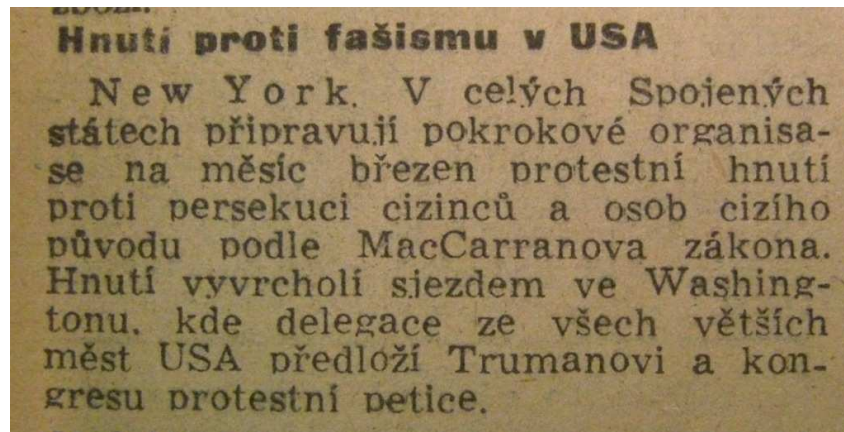 Hnutí proti fašismu v USA
New York. V celých Spojených
státech připravují pokrokové organisa-
se na měsíc březen protestní hnutí
proti persekuci cizinců a osob cizího
původu podle MacCarranova zákona.
Hnutí vyvrcholí sjezdem ve Washing-
tonu, kde delegace ze všech větších
měst USA předloží Trumanovi a kon-
gresu protestní petice.